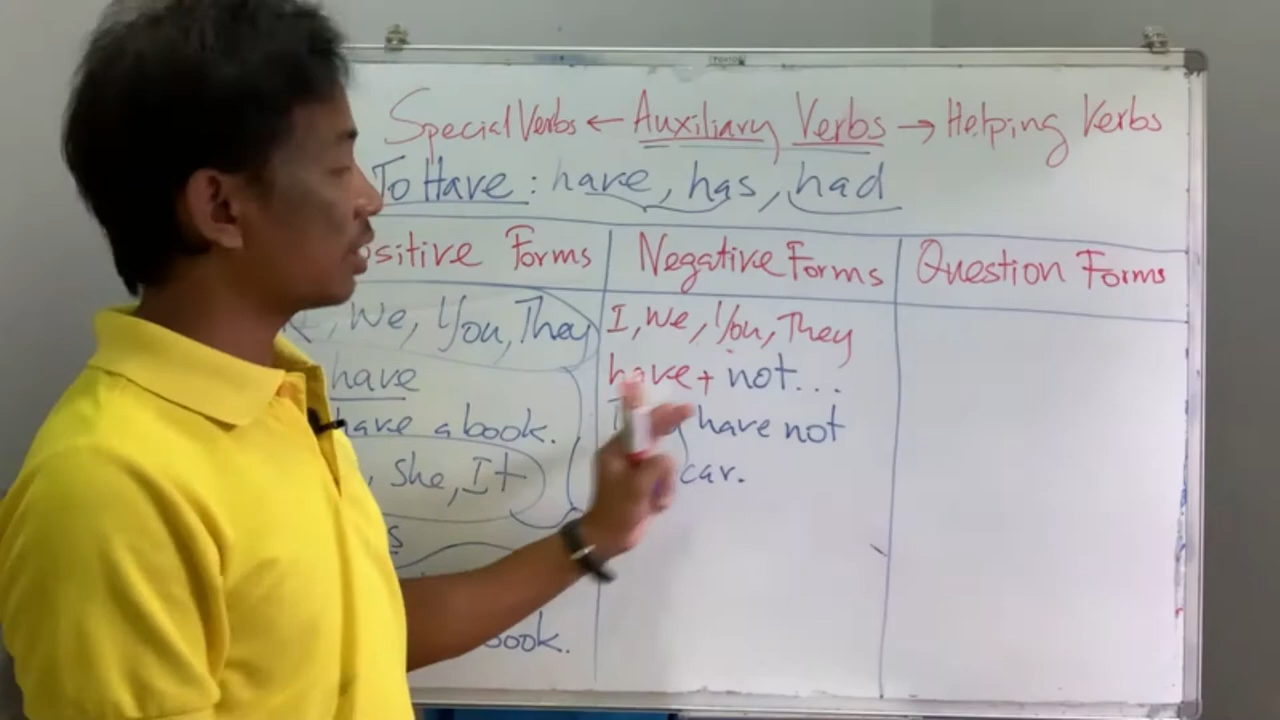 Special Verbs ← Auxiliary Verbs → Helping Verbs
To Have : have, has, had
ositive Forms
Negative Forms
Question Forms
, We, You, They
have
have a book.
, She, It
s
book.
I, We, You, They
have + not...
have not
car.